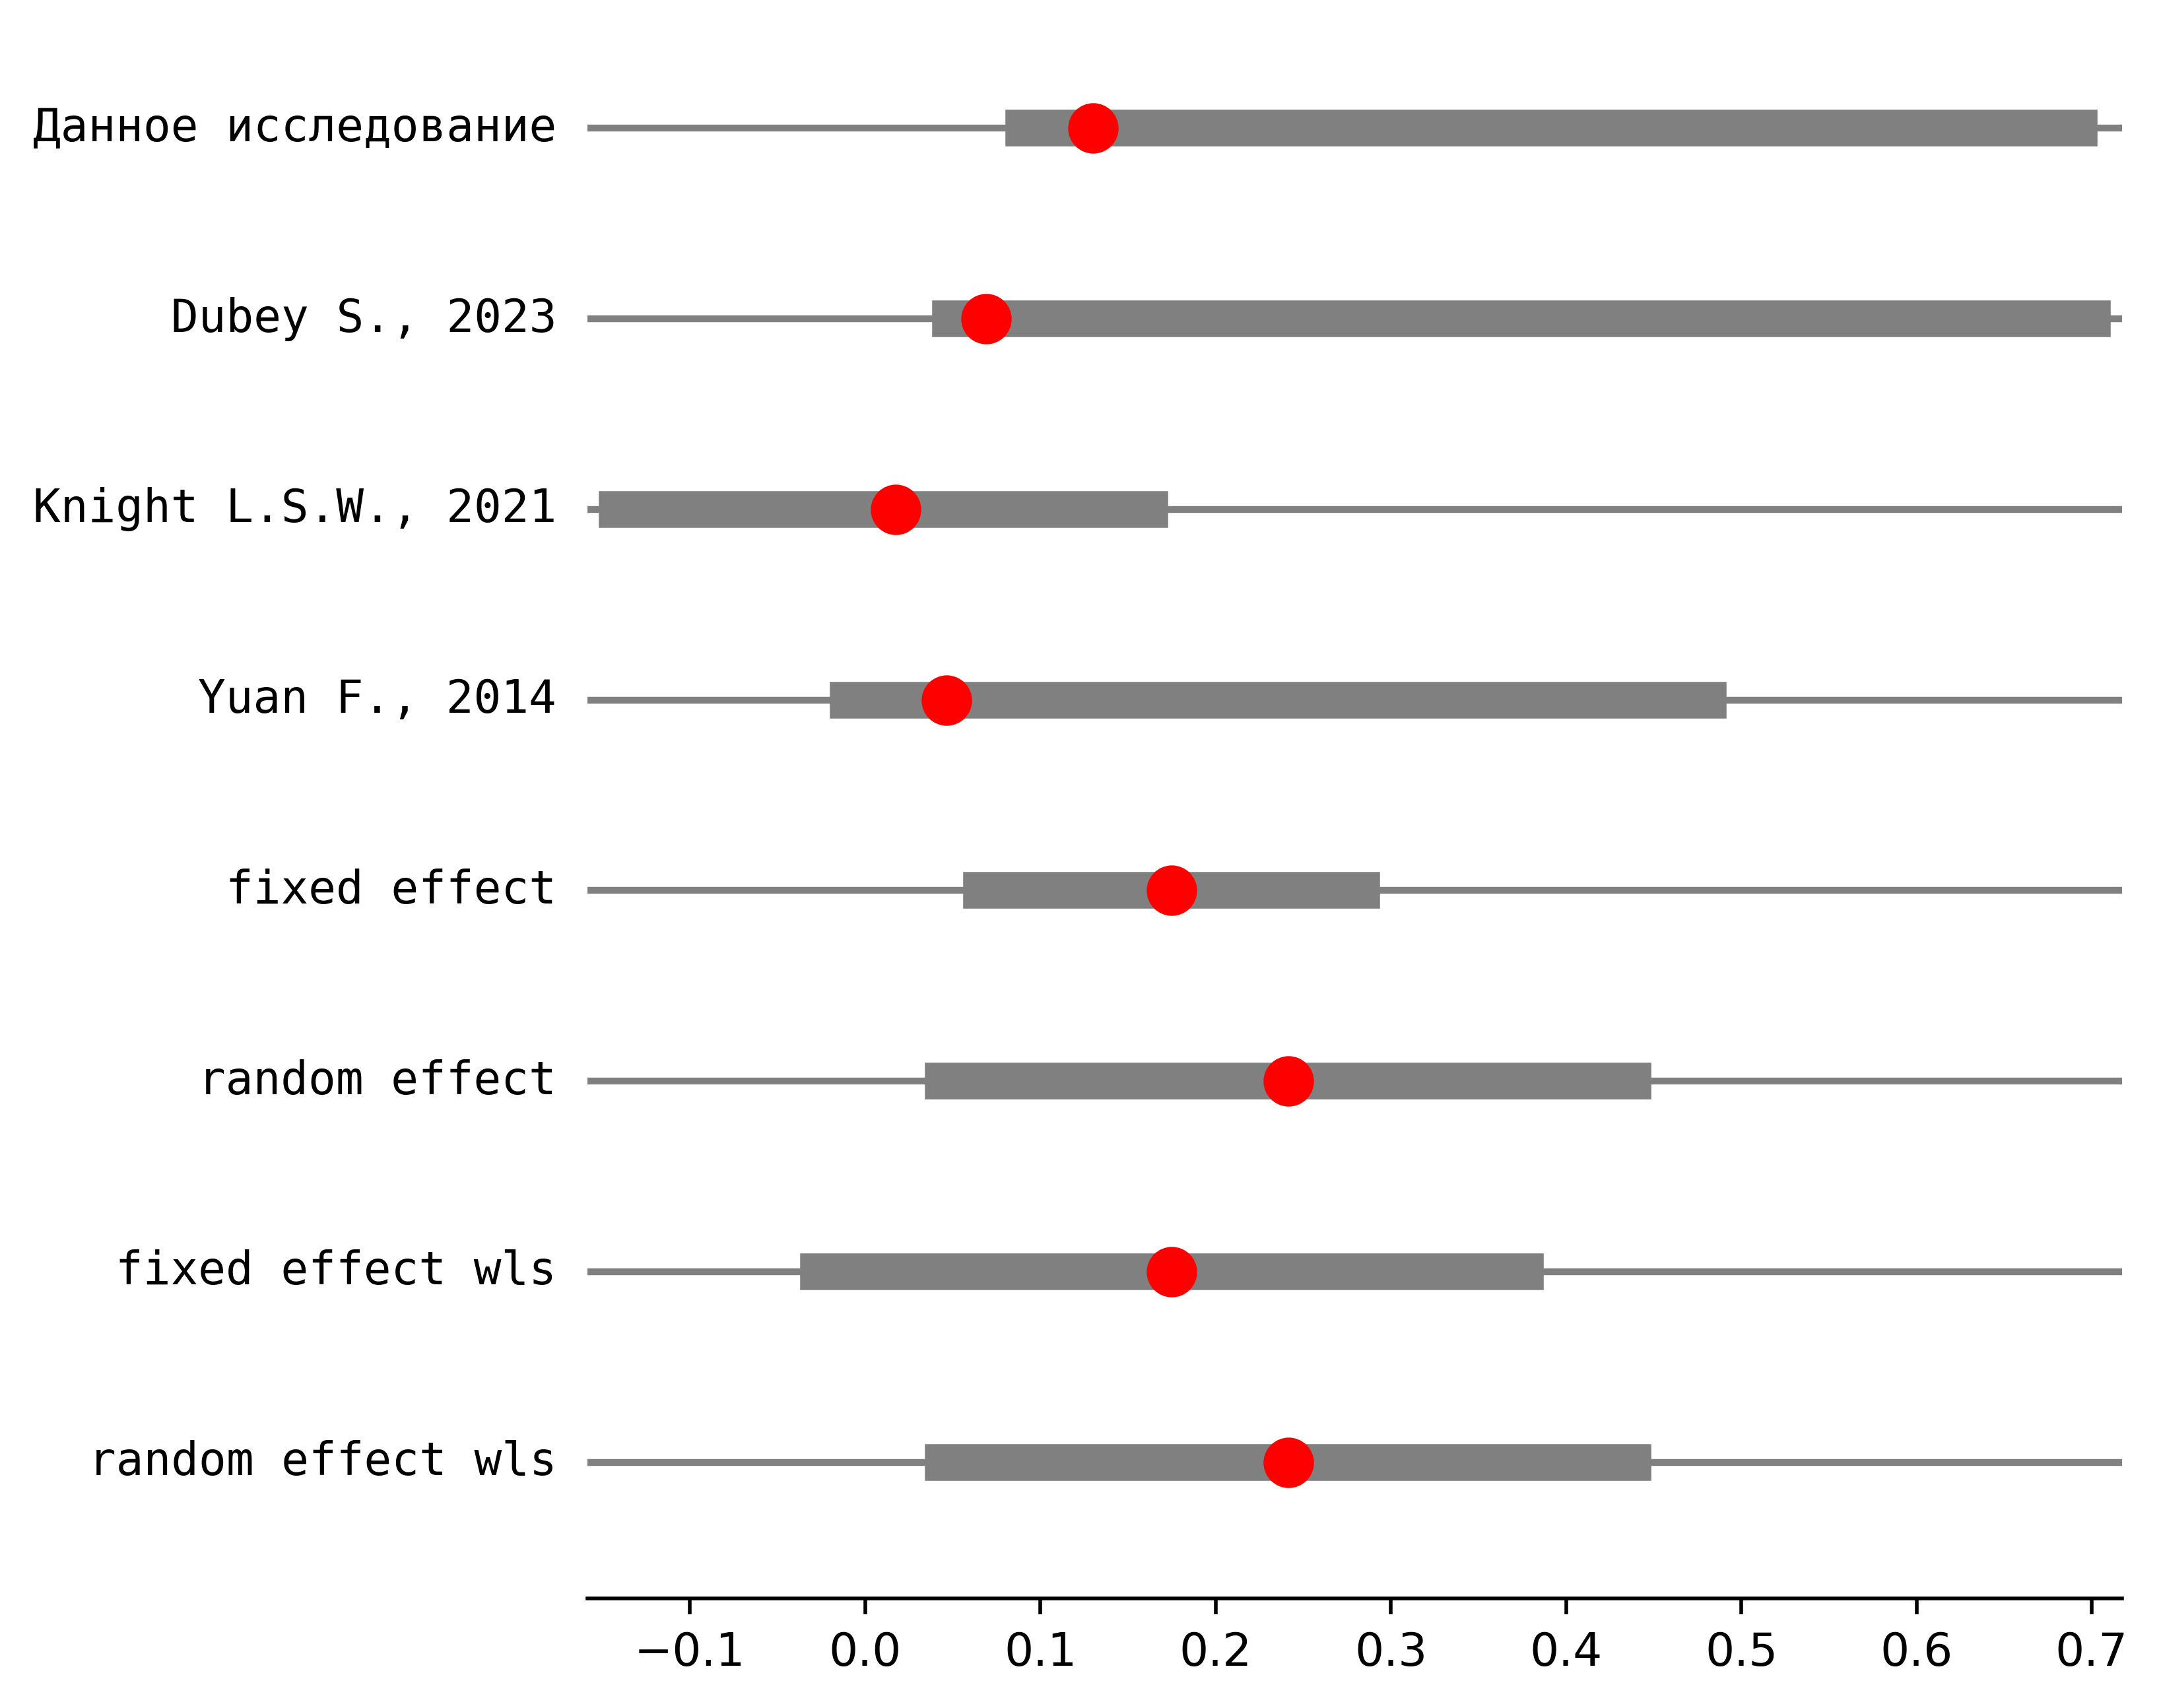 Данное исследование
Dubey S., 2023
Knight L.S.W., 2021
Yuan F., 2014
fixed effect
random effect
fixed effect wls
random effect wls
−0.1 0.0 0.1 0.2 0.3 0.4 0.5 0.6 0.7